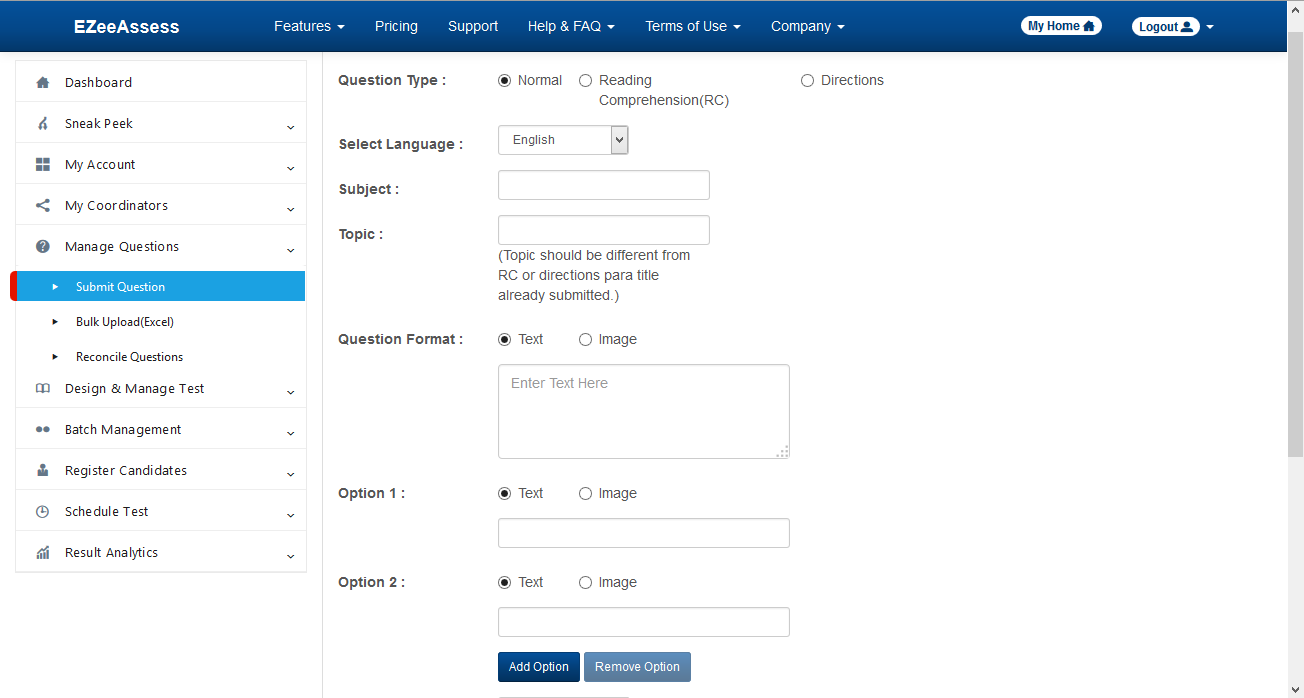 EZeeAssess
Features
Pricing
Support
Help & FAQ
Terms of Use
Company
My Home
Logout
Dashboard
Sneak Peek
My Account
My Coordinators
Manage Questions
Submit Question
Bulk Upload(Excel)
Reconcile Questions
Design & Manage Test
Batch Management
Register Candidates
Schedule Test
Result Analytics
Question Type :
Normal
Reading
Comprehension(RC)
Directions
Select Language :
English
Subject :
Topic :
(Topic should be different from
RC or directions para title
already submitted.)
Question Format :
Text
Image
Enter Text Here
Option 1 :
Text
Image
Option 2 :
Text
Image
Add Option
Remove Option